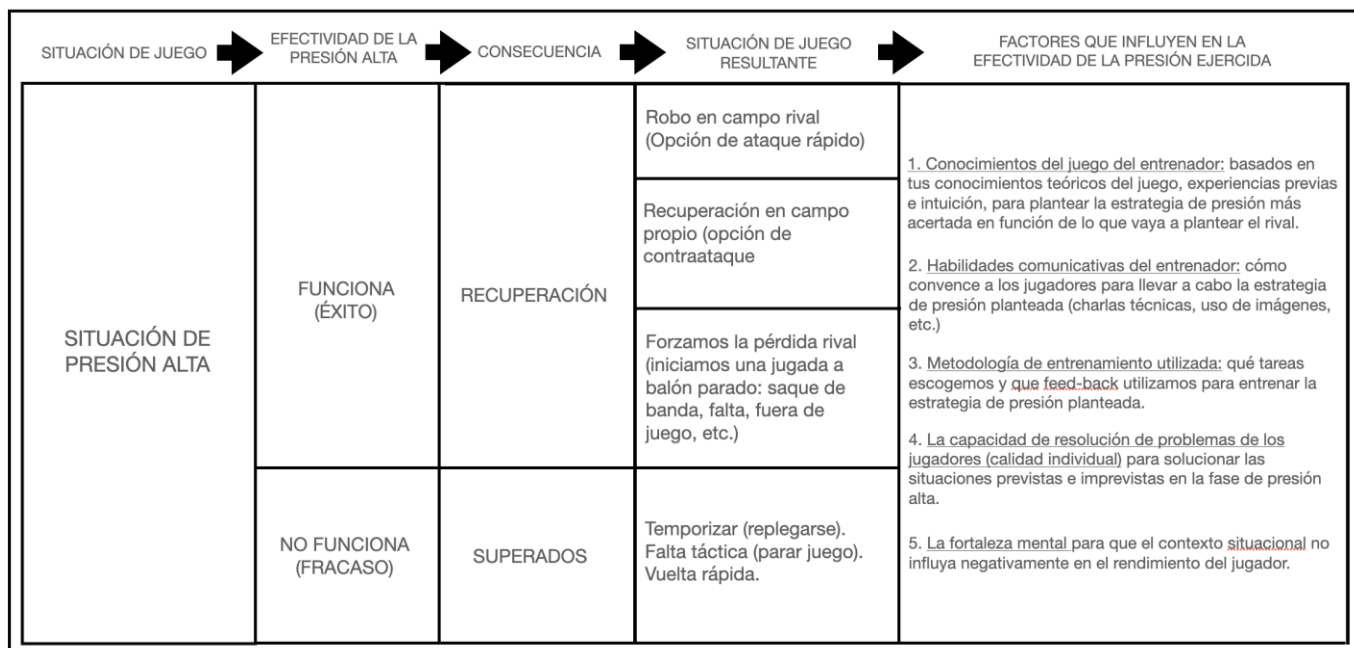 SITUACIÓN DE JUEGO
EFECTIVIDAD DE LA
PRESIÓN ALTA
CONSECUENCIA
SITUACIÓN DE JUEGO
RESULTANTE
FACTORES QUE INFLUYEN EN LA
EFECTIVIDAD DE LA PRESIÓN EJERCIDA
SITUACIÓN DE
PRESIÓN ALTA
FUNCIONA
(ÉXITO)
RECUPERACIÓN
Robo en campo rival
(Opción de ataque rápido)
Recuperación en campo
propio (opción de
contraataque
Forzamos la pérdida rival
(iniciamos una jugada a
balón parado: saque de
banda, falta, fuera de
juego, etc.)
NO FUNCIONA
(FRACASO)
SUPERADOS
Temporizar (replegarse).
Falta táctica (parar juego).
Vuelta rápida.
1. Conocimientos del juego del entrenador: basados en
tus conocimientos teóricos del juego, experiencias previas
e intuición, para plantear la estrategia de presión más
acertada en función de lo que vaya a plantear el rival.
2. Habilidades comunicativas del entrenador: cómo
convence a los jugadores para llevar a cabo la estrategia
de presión planteada (charlas técnicas, uso de imágenes,
etc.)
3. Metodología de entrenamiento utilizada: qué tareas
escogemos y que feed-back utilizamos para entrenar la
estrategia de presión planteada.
4. La capacidad de resolución de problemas de los
jugadores (calidad individual) para solucionar las
situaciones previstas e imprevistas en la fase de presión
alta.
5. La fortaleza mental para que el contexto situacional no
influya negativamente en el rendimiento del jugador.